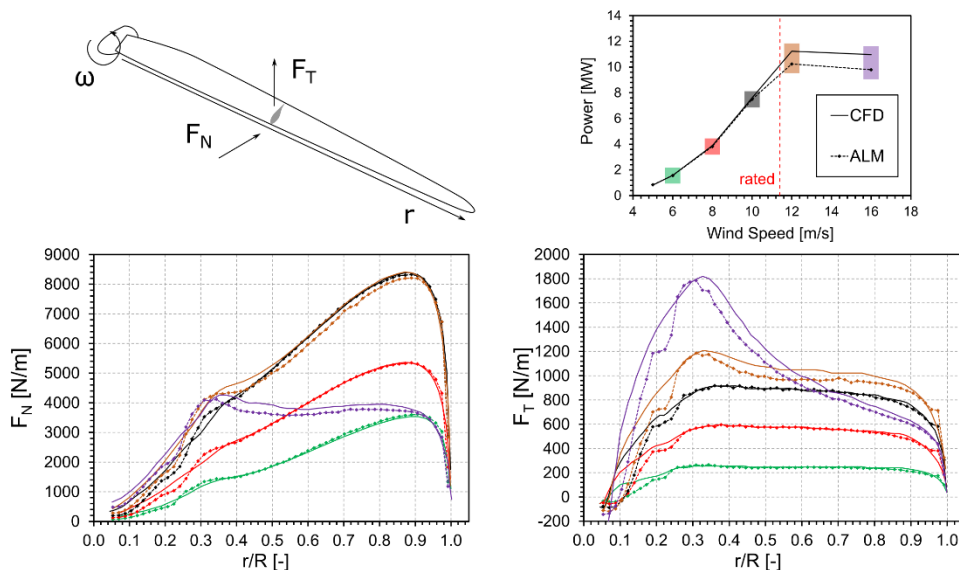 ω
F_T
F_N
r
Power [MW]
12
10
8
6
4
2
0
4 6 8 10 12 14 16 18
Wind Speed [m/s]
rated
CFD
ALM
F_N [N/m]
9000
8000
7000
6000
5000
4000
3000
2000
1000
0
0.0 0.1 0.2 0.3 0.4 0.5 0.6 0.7 0.8 0.9 1.0
r/R [-]
F_T [N/m]
2000
1800
1600
1400
1200
1000
800
600
400
200
0
-200
0.0 0.1 0.2 0.3 0.4 0.5 0.6 0.7 0.8 0.9 1.0
r/R [-]